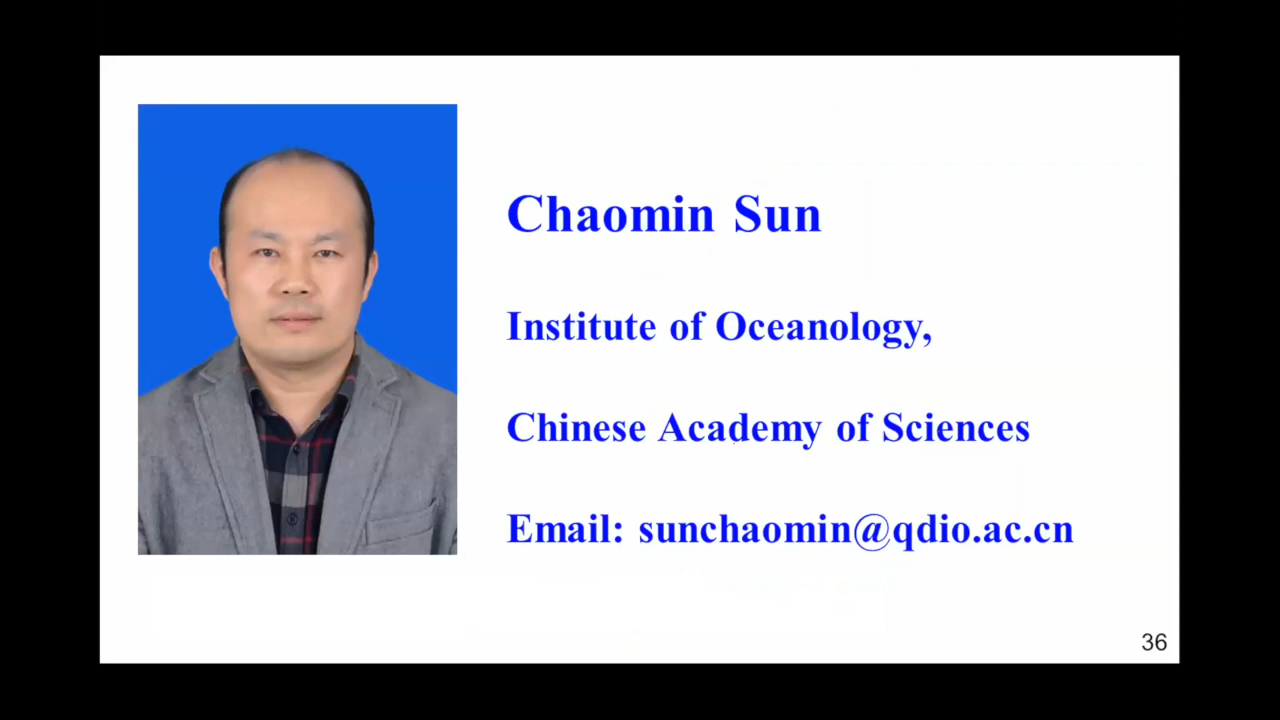 Chaomin Sun
Institute of Oceanology,
Chinese Academy of Sciences
Email: sunchaomin@qdio.ac.cn
36